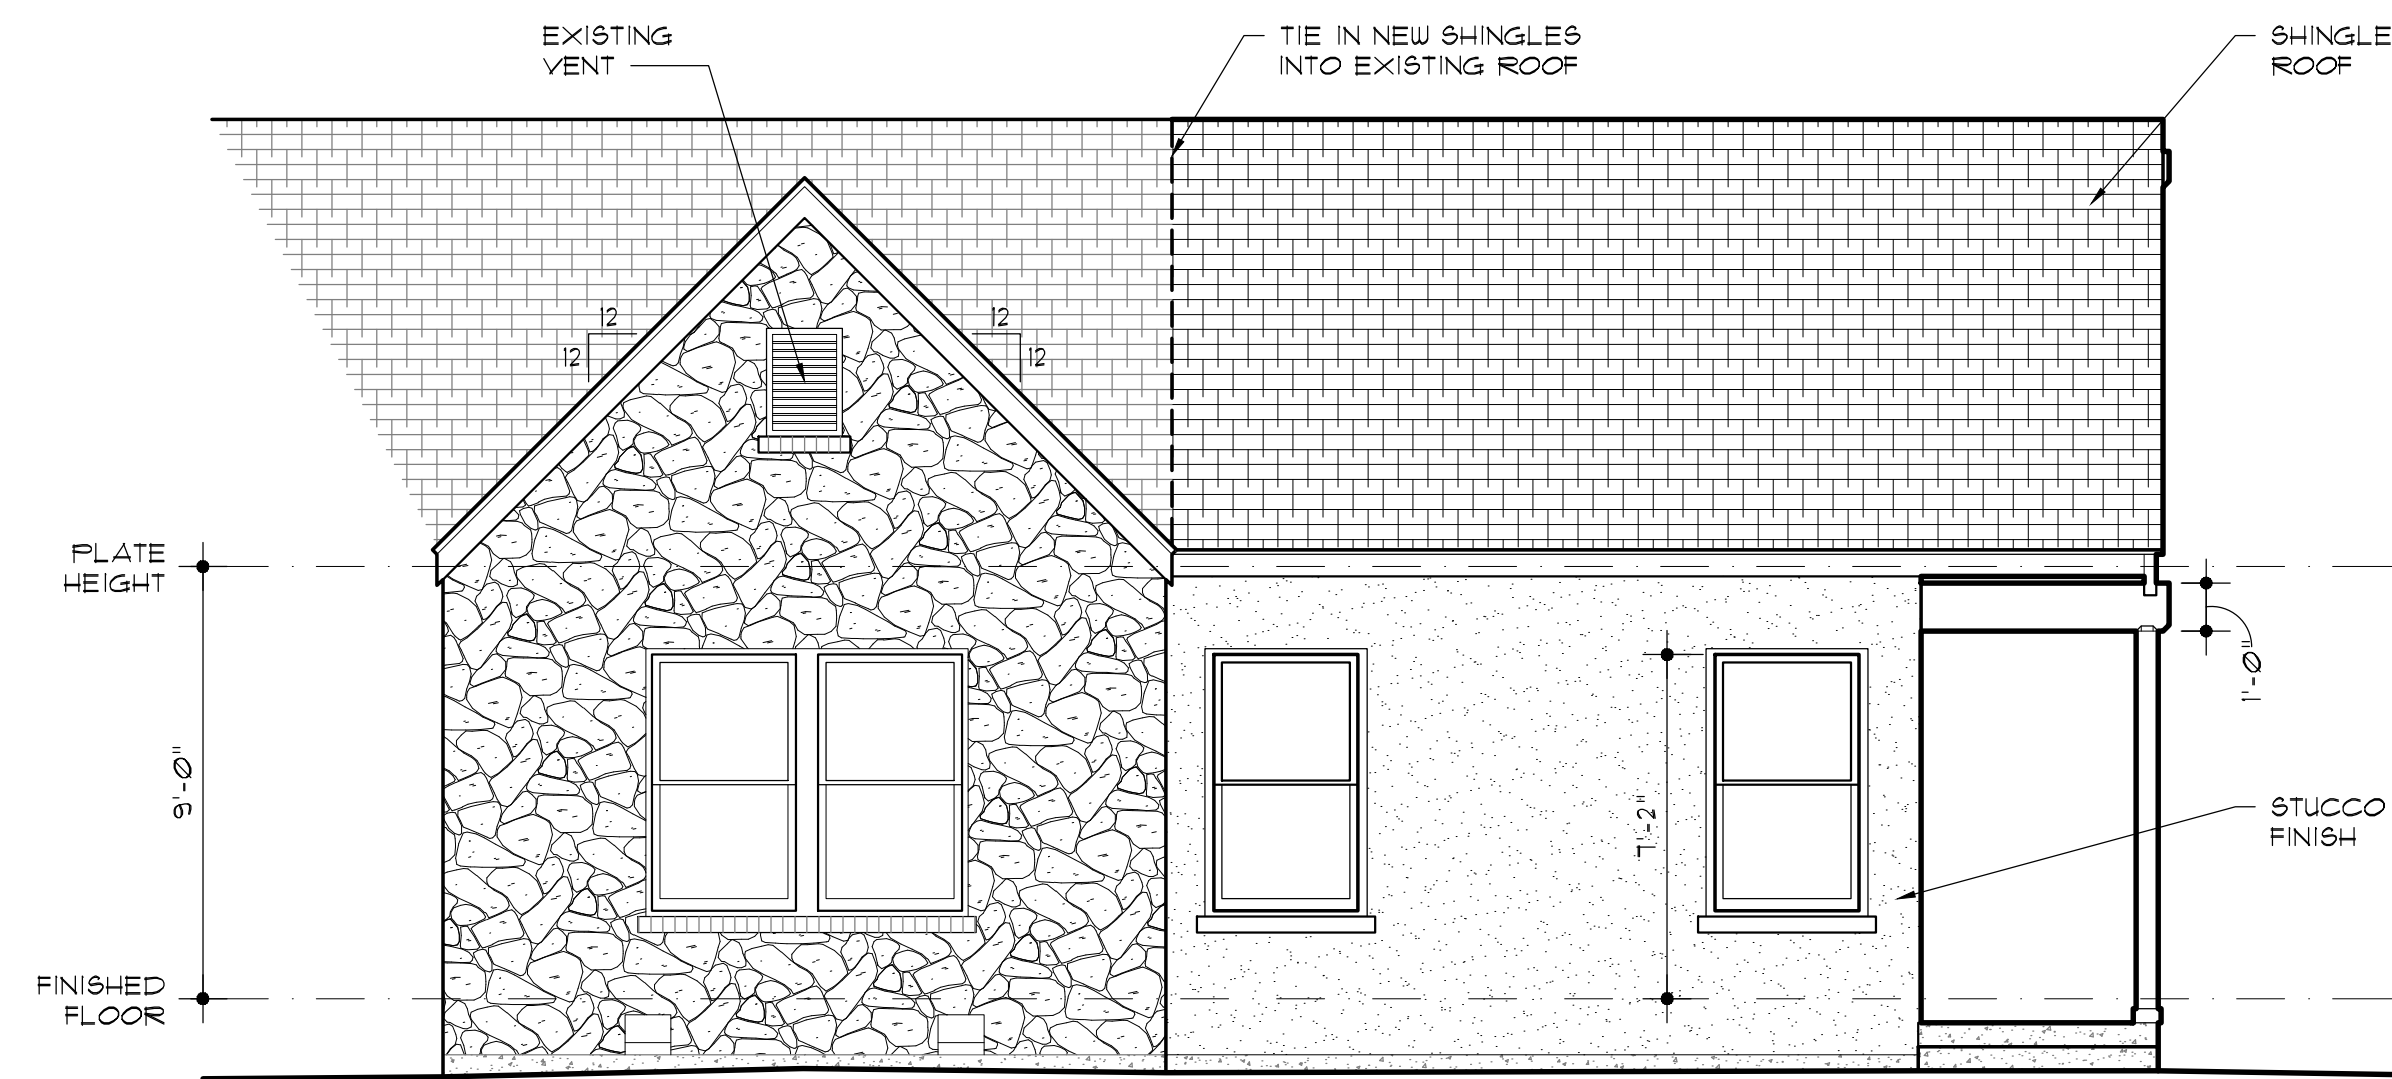 EXISTING
VENT
TIE IN NEW SHINGLES
INTO EXISTING ROOF
SHINGLE
ROOF
12
12
12
12
PLATE
HEIGHT
1'-0"
9'-0"
7'-2"
STUCCO
FINISH
FINISHED
FLOOR